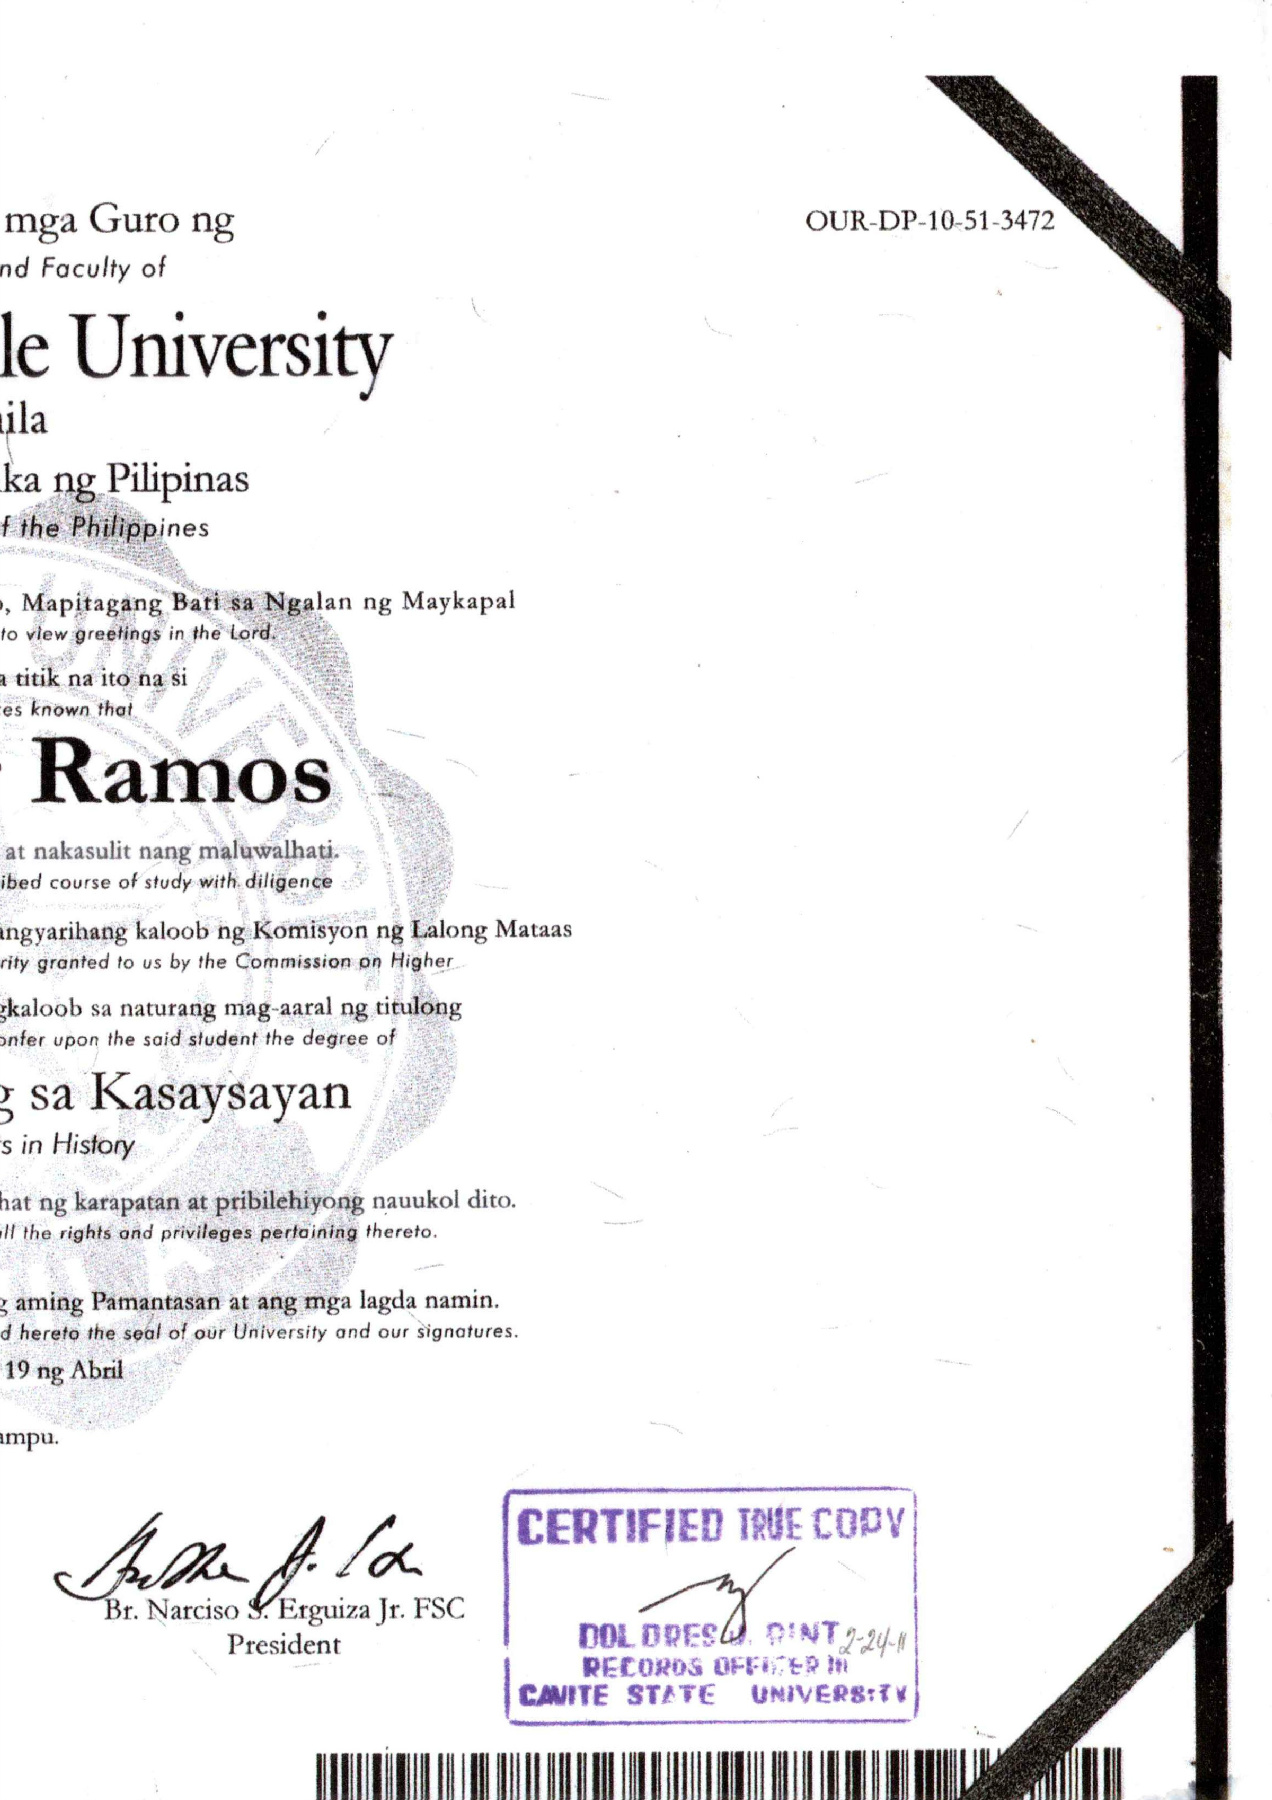 mga Guro ng
OUR-DP-10-51-3472
nd Faculty of
le University
ila
ka ng Pilipinas
f the Philippines
o, Mapitagang Bati sa Ngalan ng Maykapal
to view greetings in the Lord.
a titik na ito na si
es known that
Ramos
at nakasulit nang maluwalhati.
ibed course of study with diligence
angyarihang kaloob ng Komisyon ng Lalong Mataas
rity granted to us by the Commission on Higher
gkaloob sa naturang mag-aaral ng titulong
onfer upon the said student the degree of
g sa Kasaysayan
s in History
hat ng karapatan at pribilehiyong nauukol dito.
ll the rights and privileges pertaining thereto.
g aming Pamantasan at ang mga lagda namin.
d hereto the seal of our University and our signatures.
19 ng Abril
ampu.
Br. Narciso S. Erguiza Jr. FSC
President
CERTIFIED TRUE COPY
DOLORES 2-24-11
RECORDS OFFICER III
CAVITE STATE UNIVERSITY